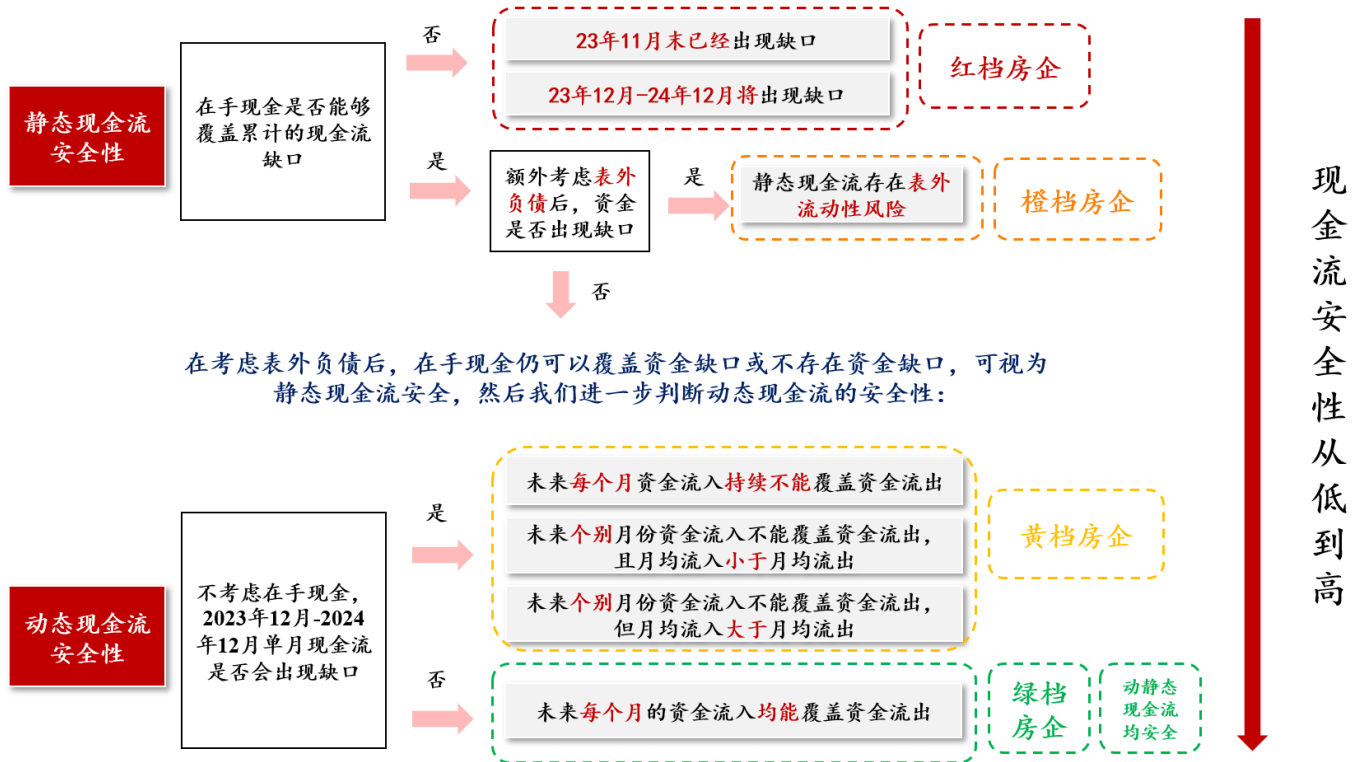 静态现金流
安全性
在手现金是否能够
覆盖累计的现金流
缺口
否
23年11月末已经出现缺口
23年12月-24年12月将出现缺口
红档房企
是
额外考虑表外
负债后，资金
是否出现缺口
是
静态现金流存在表外
流动性风险
橙档房企
否
在考虑表外负债后，在手现金仍可以覆盖资金缺口或不存在资金缺口，可视为
静态现金流安全，然后我们进一步判断动态现金流的安全性：
动态现金流
安全性
不考虑在手现金，
2023年12月-2024
年12月单月现金流
是否会出现缺口
是
未来每个月资金流入持续不能覆盖资金流出
未来个别月份资金流入不能覆盖资金流出，
且月均流入小于月均流出
未来个别月份资金流入不能覆盖资金流出，
但月均流入大于月均流出
黄档房企
否
未来每个月的资金流入均能覆盖资金流出
绿档
房企
动静态
现金流
均安全
现金流安全性从低到高